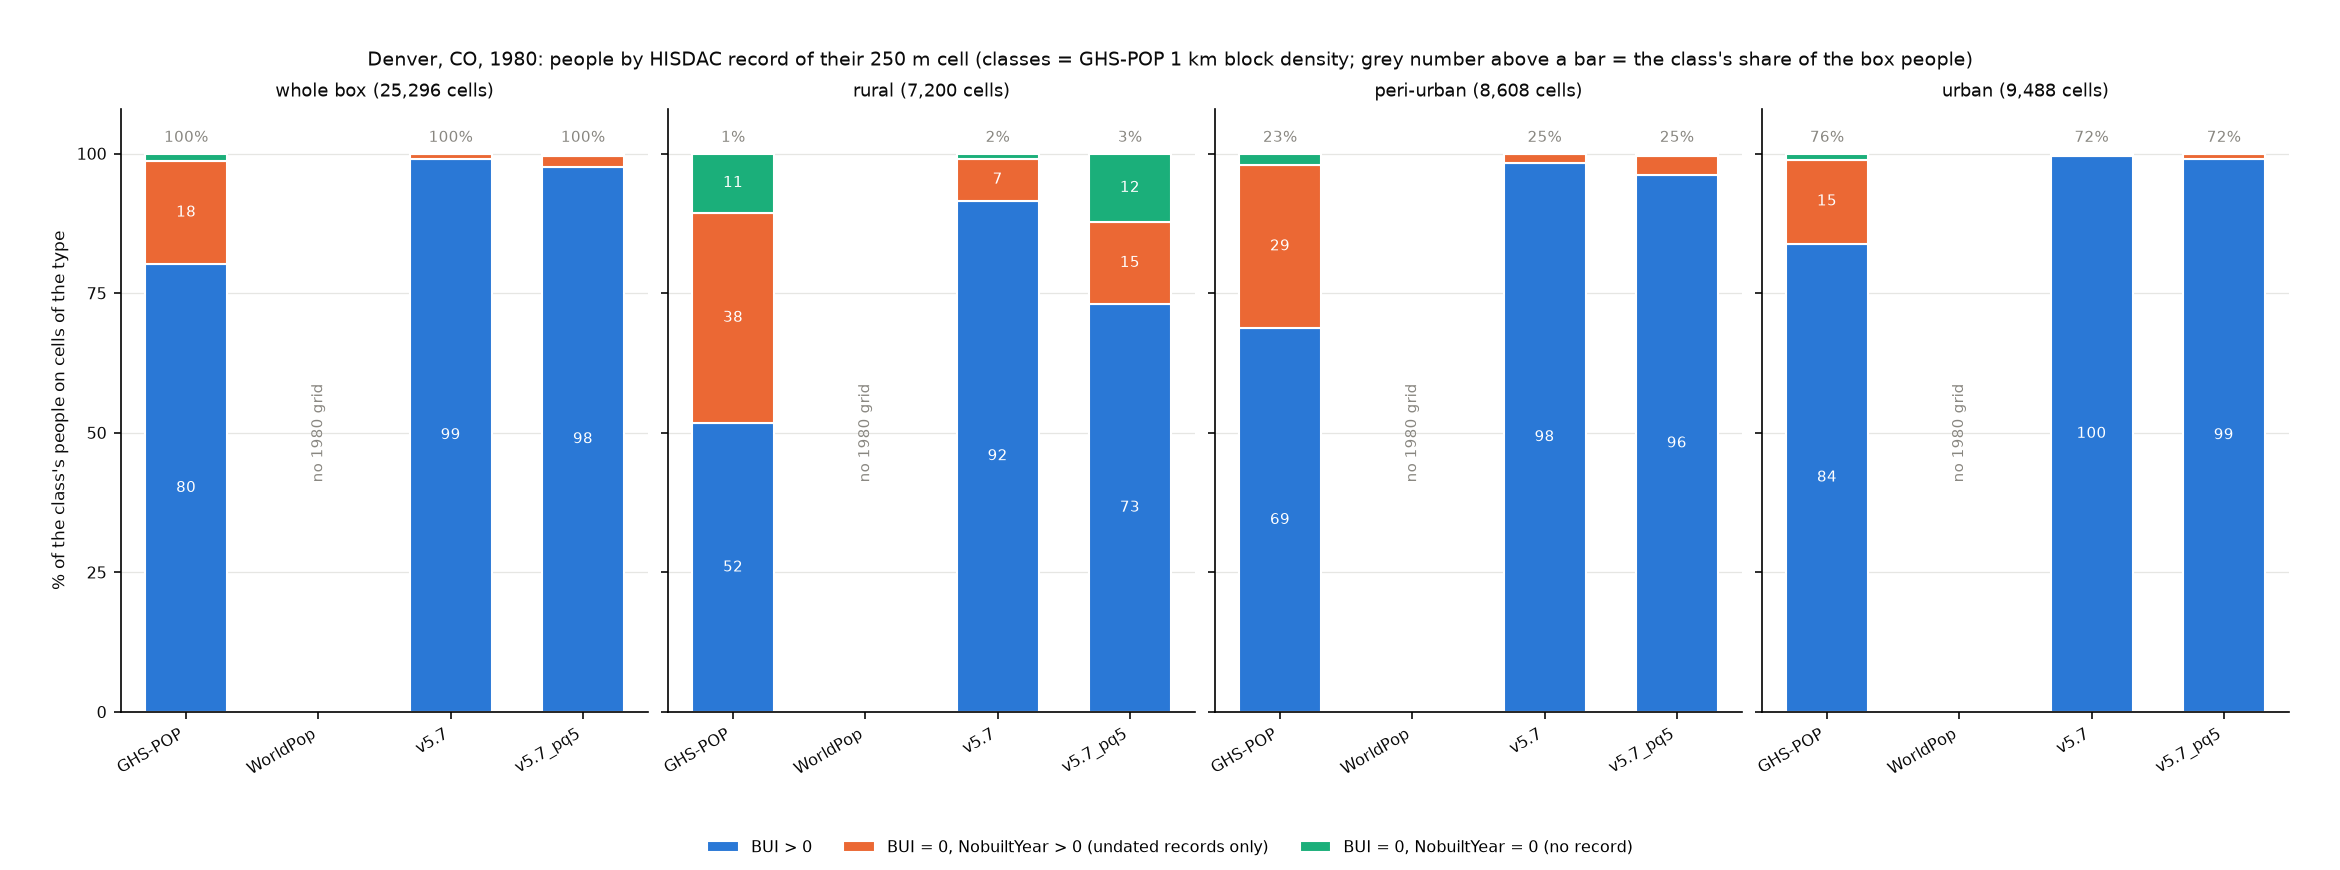 Denver, CO, 1980: people by HISDAC record of their 250 m cell (classes = GHS-POP 1 km block density; grey number above a bar = the class's share of the box people)
whole box (25,296 cells)
% of the class's people on cells of the type
100
75
50
25
0
100%
18
80
no 1980 grid
100%
99
100%
98
GHS-POP
WorldPop
v5.7
v5.7_pq5
rural (7,200 cells)
1%
11
38
52
no 1980 grid
2%
7
92
3%
12
15
73
GHS-POP
WorldPop
v5.7
v5.7_pq5
peri-urban (8,608 cells)
23%
29
69
no 1980 grid
25%
98
25%
96
GHS-POP
WorldPop
v5.7
v5.7_pq5
urban (9,488 cells)
76%
15
84
no 1980 grid
72%
100
72%
99
GHS-POP
WorldPop
v5.7
v5.7_pq5
BUI > 0
BUI = 0, NobuiltYear > 0 (undated records only)
BUI = 0, NobuiltYear = 0 (no record)